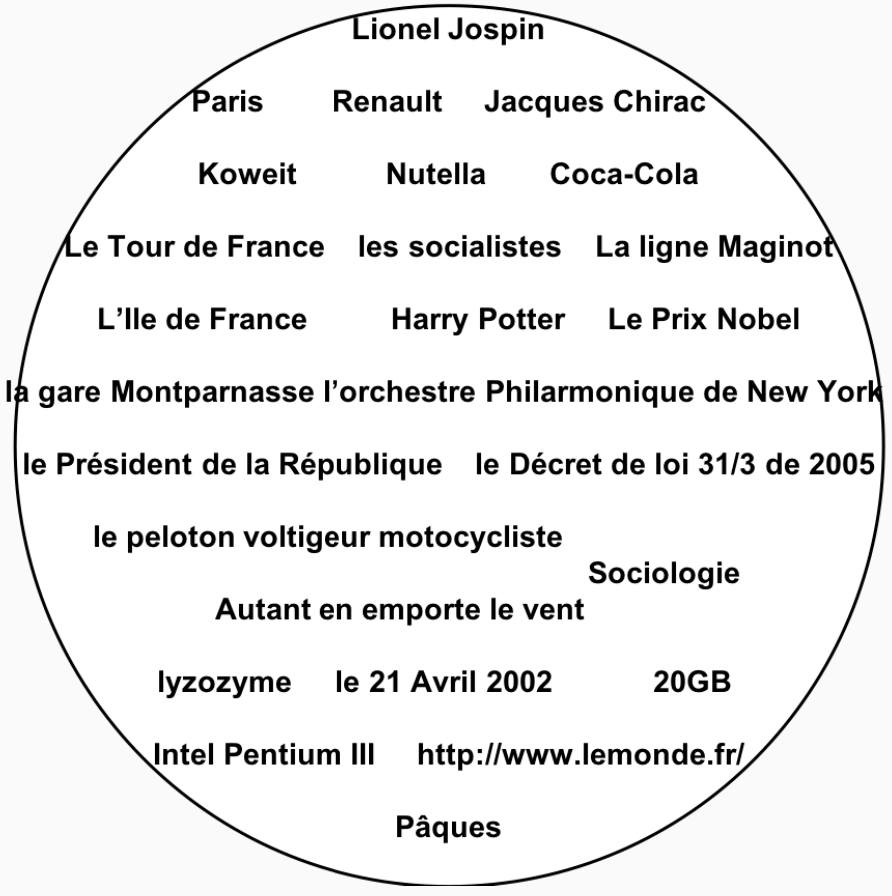 Lionel Jospin
Paris Renault Jacques Chirac
Koweit Nutella Coca-Cola
Le Tour de France les socialistes La ligne Maginot
L’Ile de France Harry Potter Le Prix Nobel
la gare Montparnasse l’orchestre Philarmonique de New York
le Président de la République le Décret de loi 31/3 de 2005
le peloton voltigeur motocycliste
Sociologie
Autant en emporte le vent
lyzozyme le 21 Avril 2002 20GB
Intel Pentium III http://www.lemonde.fr/
Pâques